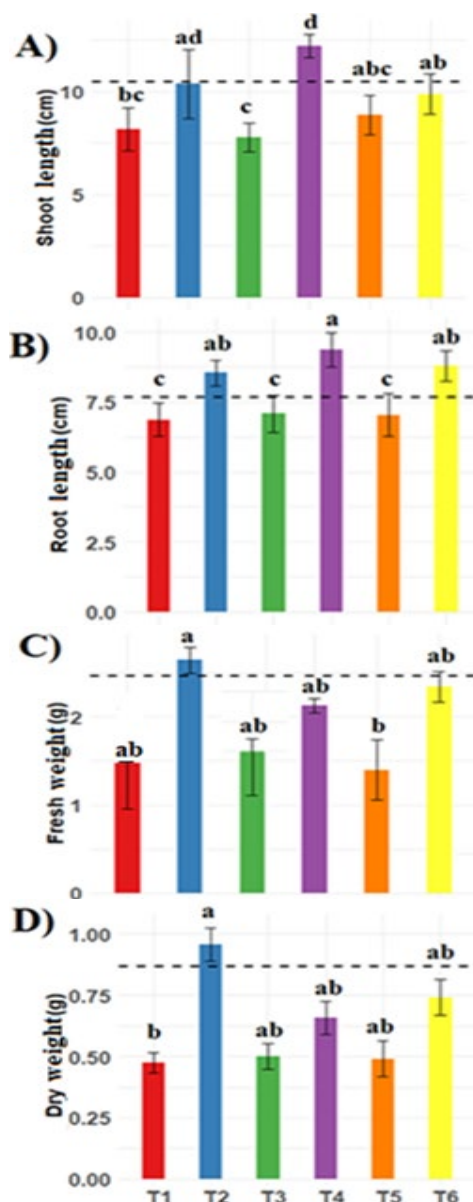 A)
Shoot length(cm)
10
5
0
bc ad c d abc ab
B)
Root length(cm)
10.0
7.5
5.0
2.5
0.0
c ab c a c ab
C)
Fresh weight(g)
2
1
0
ab a ab ab b ab
D)
Dry weight(g)
1.00
0.75
0.50
0.25
0.00
b a ab ab ab ab
T1 T2 T3 T4 T5 T6